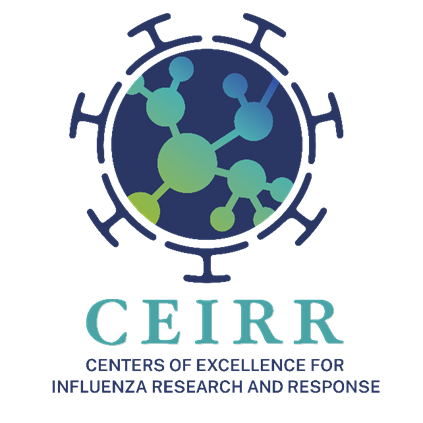 CEIRR
CENTERS OF EXCELLENCE FOR
INFLUENZA RESEARCH AND RESPONSE